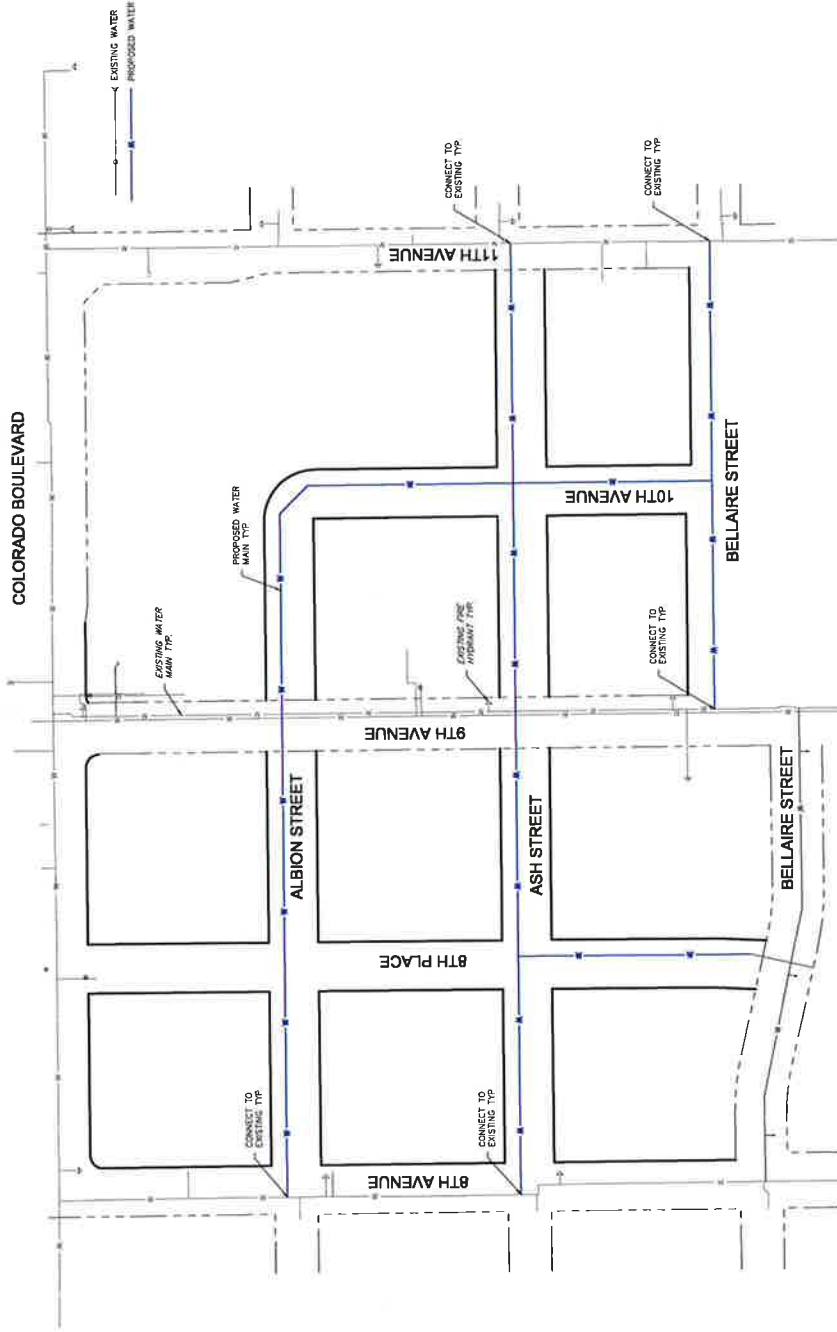 COLORADO BOULEVARD
EXISTING WATER
PROPOSED WATER
CONNECT TO
EXISTING TYP.
CONNECT TO
EXISTING TYP.
11TH AVENUE
PROPOSED WATER
MAIN TYP.
10TH AVENUE
BELLAIRE STREET
EXISTING WATER
MAIN TYP.
EXISTING FIRE
HYDRANT TYP.
CONNECT TO
EXISTING TYP.
9TH AVENUE
ALBION STREET
ASH STREET
BELLAIRE STREET
8TH PLACE
CONNECT TO
EXISTING TYP.
CONNECT TO
EXISTING TYP.
8TH AVENUE